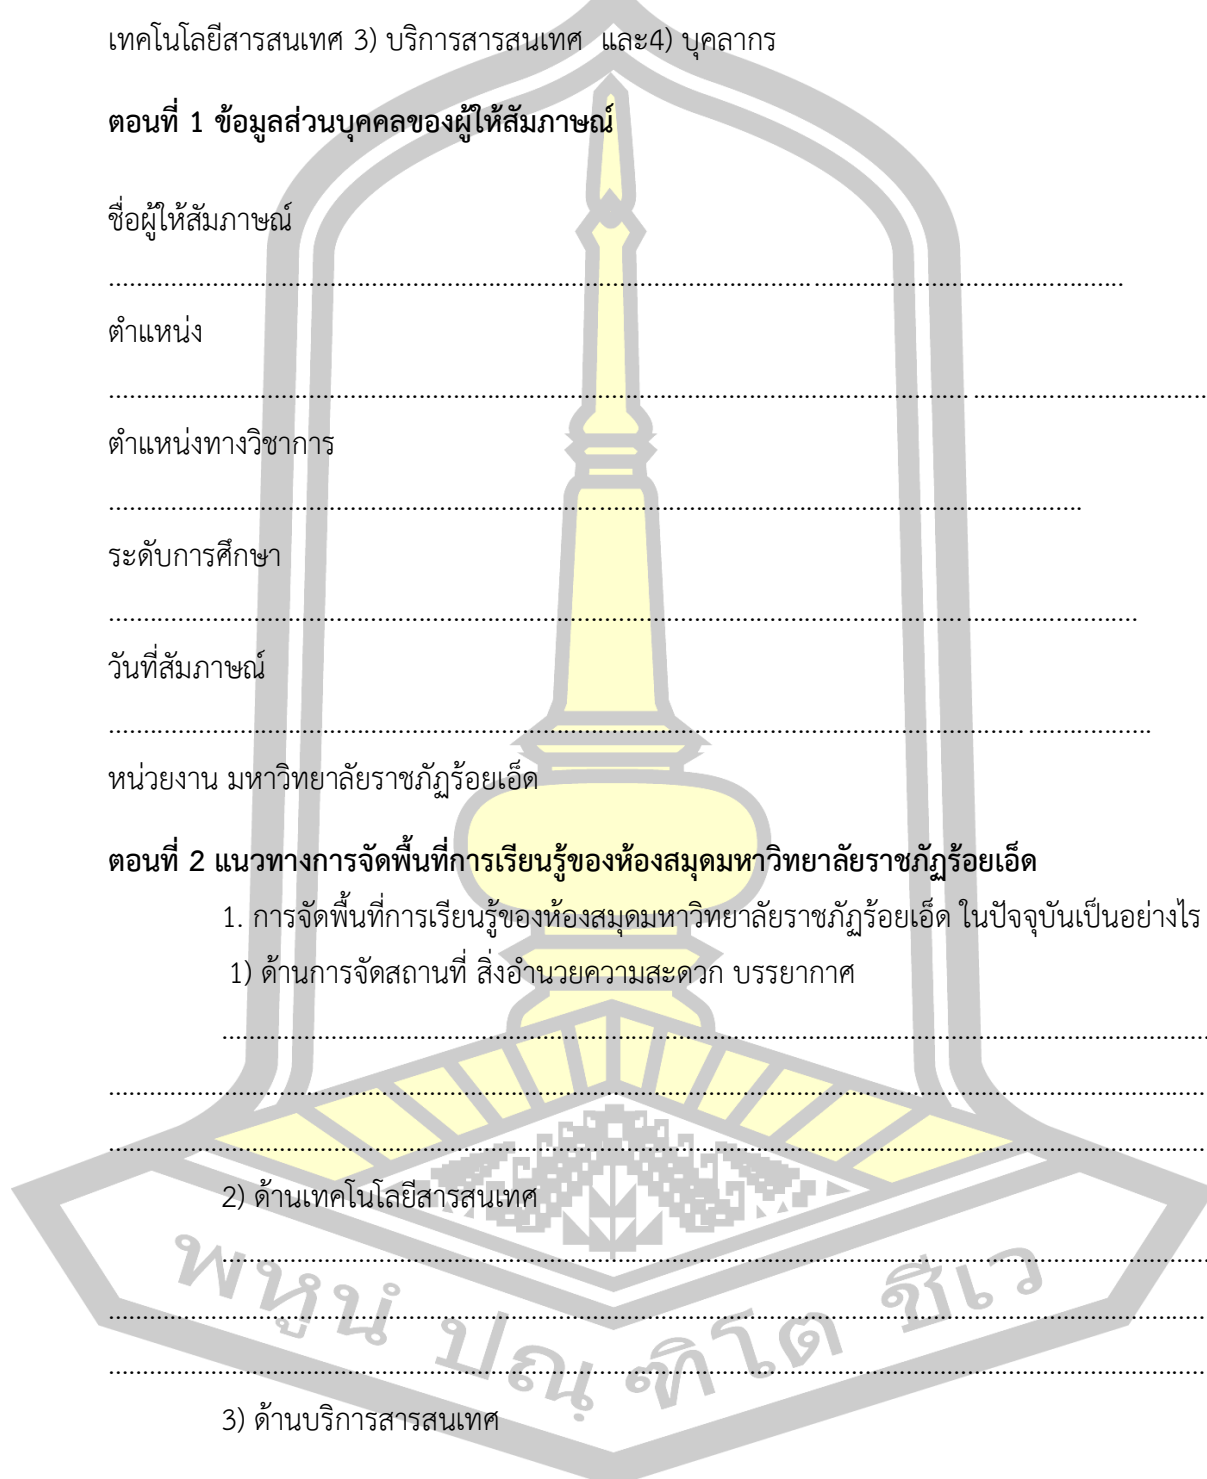 เทคโนโลยีสารสนเทศ 3) บริการสารสนเทศ และ4) บุคลากร
ตอนที่ 1 ข้อมูลส่วนบุคคลของผู้ให้สัมภาษณ์
ชื่อผู้ให้สัมภาษณ์
ตำแหน่ง
ตำแหน่งทางวิชาการ
ระดับการศึกษา
วันที่สัมภาษณ์
หน่วยงาน มหาวิทยาลัยราชภัฏร้อยเอ็ด
ตอนที่ 2 แนวทางการจัดพื้นที่การเรียนรู้ของห้องสมุดมหาวิทยาลัยราชภัฏร้อยเอ็ด
1. การจัดพื้นที่การเรียนรู้ของห้องสมุดมหาวิทยาลัยราชภัฏร้อยเอ็ด ในปัจจุบันเป็นอย่างไร
1) ด้านการจัดสถานที่ สิ่งอำนวยความสะดวก บรรยากาศ
2) ด้านเทคโนโลยีสารสนเทศ
พหูนํ ปณฺฑิโต ชีเว
3) ด้านบริการสารสนเทศ